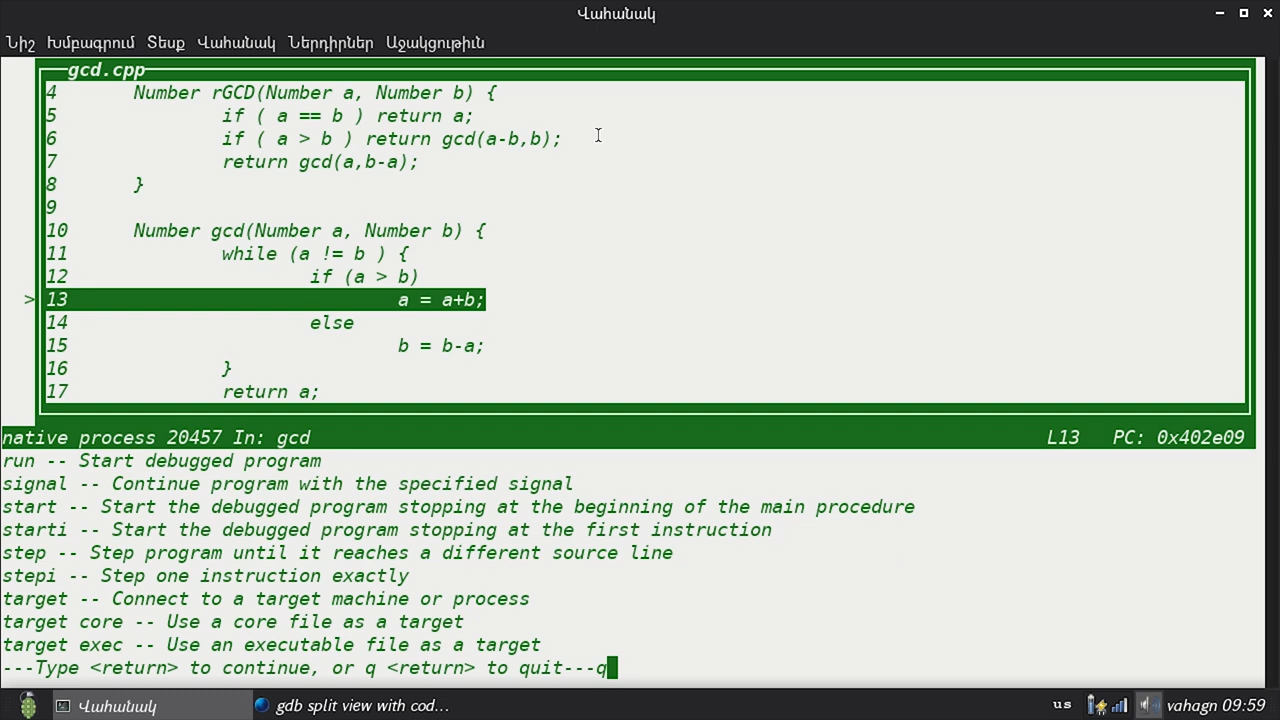 Վահանակ
Նիշ Խմբագրում Տեսք Վահանակ Ներդիրներ Աջակցութիւն
gcd.cpp
4 Number rGCD(Number a, Number b) {
5 if ( a == b ) return a;
6 if ( a > b ) return gcd(a-b,b);
7 return gcd(a,b-a);
8 }
9
10 Number gcd(Number a, Number b) {
11 while (a != b ) {
12 if (a > b)
>13 a = a+b;
14 else
15 b = b-a;
16 }
17 return a;
native process 20457 In: gcd L13 PC: 0x402e09
run -- Start debugged program
signal -- Continue program with the specified signal
start -- Start the debugged program stopping at the beginning of the main procedure
starti -- Start the debugged program stopping at the first instruction
step -- Step program until it reaches a different source line
stepi -- Step one instruction exactly
target -- Connect to a target machine or process
target core -- Use a core file as a target
target exec -- Use an executable file as a target
---Type <return> to continue, or q <return> to quit---q
Վահանակ gdb split view with cod... us vahagn 09:59